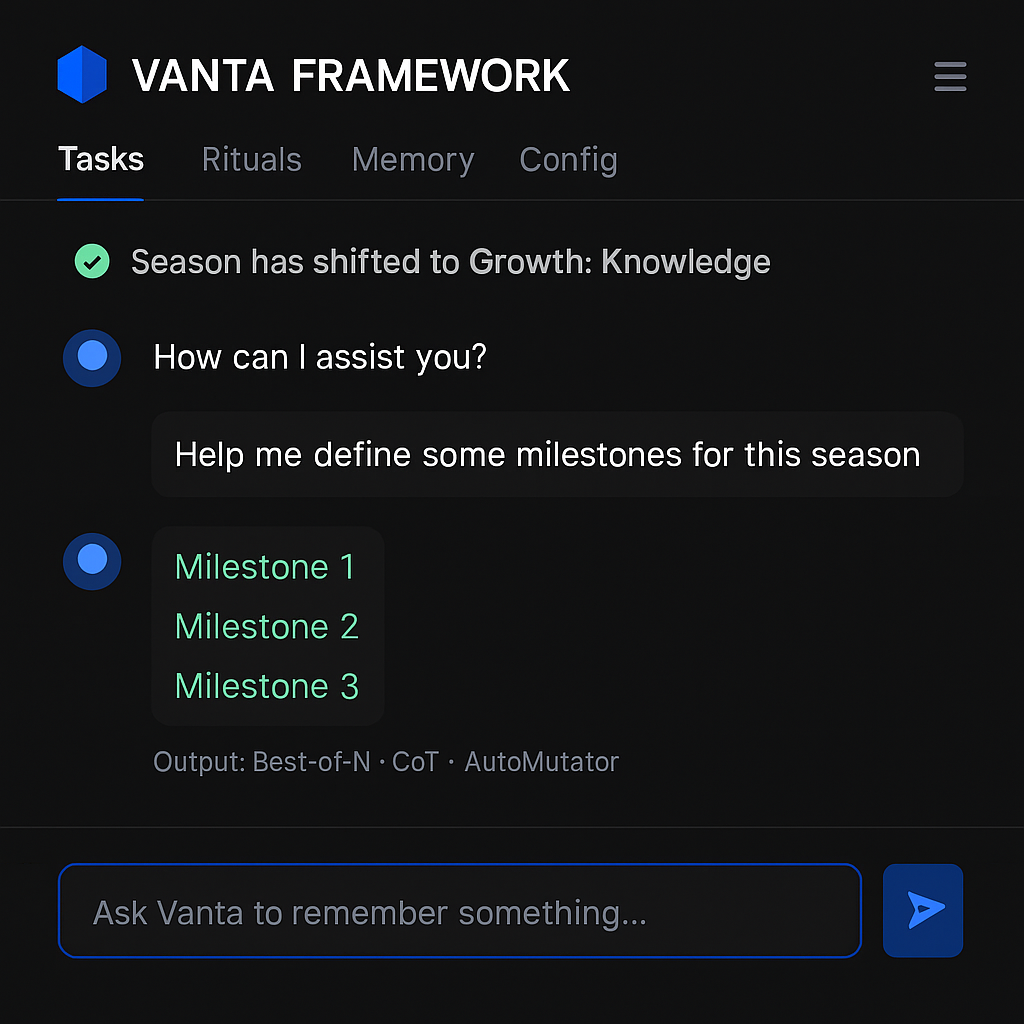 VANTA FRAMEWORK
Tasks Rituals Memory Config
Season has shifted to Growth: Knowledge
How can I assist you?
Help me define some milestones for this season
Milestone 1
Milestone 2
Milestone 3
Output: Best-of-N · CoT · AutoMutator
Ask Vanta to remember something...